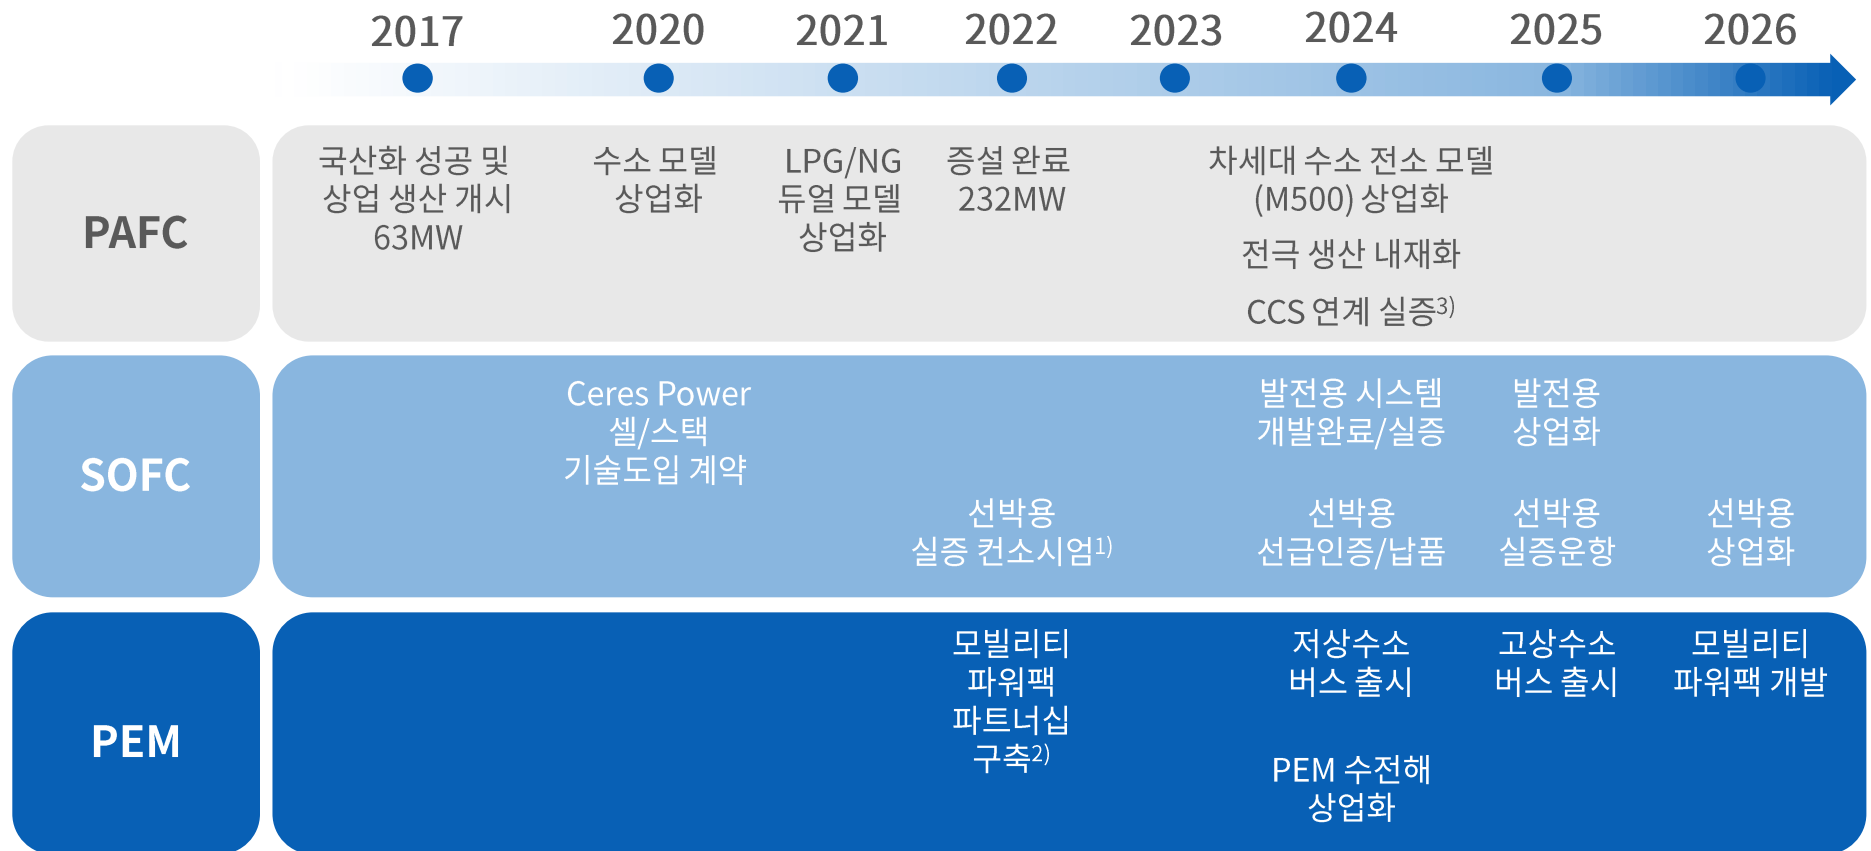 2017 2020 2021 2022 2023 2024 2025 2026
PAFC
국산화 성공 및
상업 생산 개시
63MW
수소 모델
상업화
LPG/NG
듀얼 모델
상업화
증설 완료
232MW
차세대 수소 전소 모델
(M500) 상업화
전극 생산 내재화
CCS 연계 실증3)
SOFC
Ceres Power
셀/스택
기술도입 계약
선박용
실증 컨소시엄1)
발전용 시스템
개발완료/실증
선박용
선급인증/납품
발전용
상업화
선박용
실증운항
선박용
상업화
PEM
모빌리티
파워팩
파트너십
구축2)
저상수소
버스 출시
PEM 수전해
상업화
고상수소
버스 출시
모빌리티
파워팩 개발